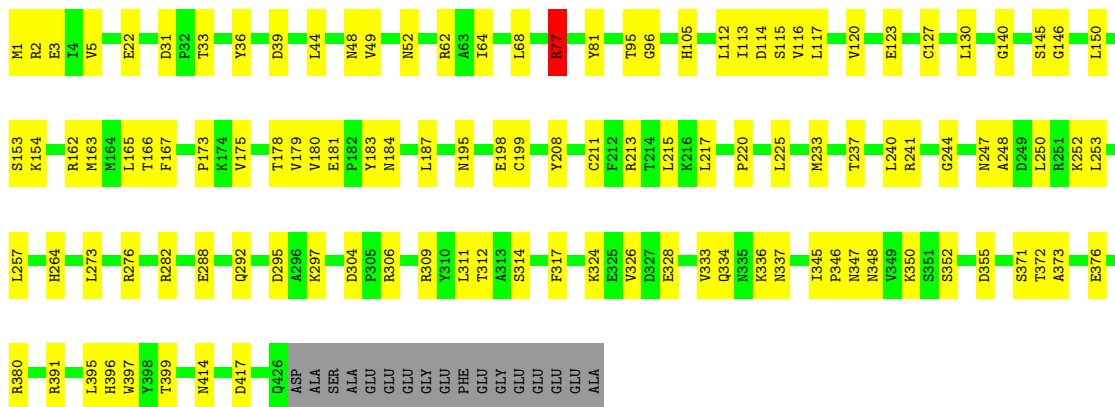 M1 R2 E3 I4 V5 E22 D31 P32 T33 Y36 D39 L44 N48 V49 N52 R62 A63 I64 L68 R77 Y81 T95 G96 H105 L112 I113 D114 S115 V116 L117 V120 E123 C127 L130 G140 S145 G146 L150
S153 K154 R162 M163 M164 L165 T166 F167 P173 K174 V175 T178 V179 V180 E181 P182 Y183 N184 L187 N195 E198 C199 Y208 C211 F212 R213 T214 L215 K216 L217 P220 L225 M233 T237 L240 R241 G244 N247 A248 D249 L250 R251 K252 L253
L257 H264 L273 R276 R282 E288 Q292 D295 A296 K297 D304 P305 R306 R309 Y310 L311 T312 A313 S314 F317 K324 E325 V326 D327 E328 V333 Q334 N335 K336 N337 I345 P346 N347 N348 V349 K350 S351 S352 D355 S371 T372 A373 E376
R380 R391 L395 H396 W397 Y398 T399 N414 D417 Q426 ASP ALA SER ALA GLU GLU GLU GLY GLU PHE GLU GLY GLU GLU GLU ALA